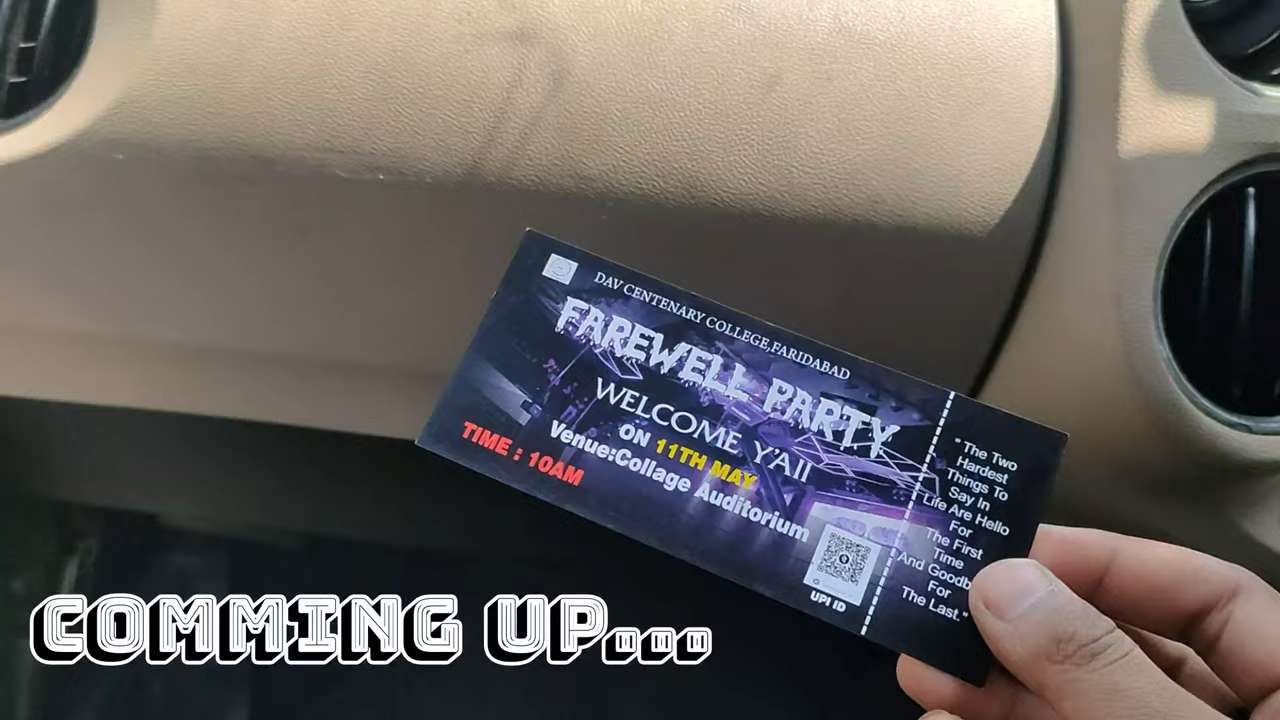 DAV CENTENARY COLLEGE,FARIDABAD
FAREWELL PARTY
WELCOME Y'All
ON 11TH MAY
Venue:Collage Auditorium
TIME : 10AM
UPI ID
"The Two
Hardest
Things To
Say In
Life Are Hello
For
The First
Time
And Goodb
For
The Last."
COMMING UP...